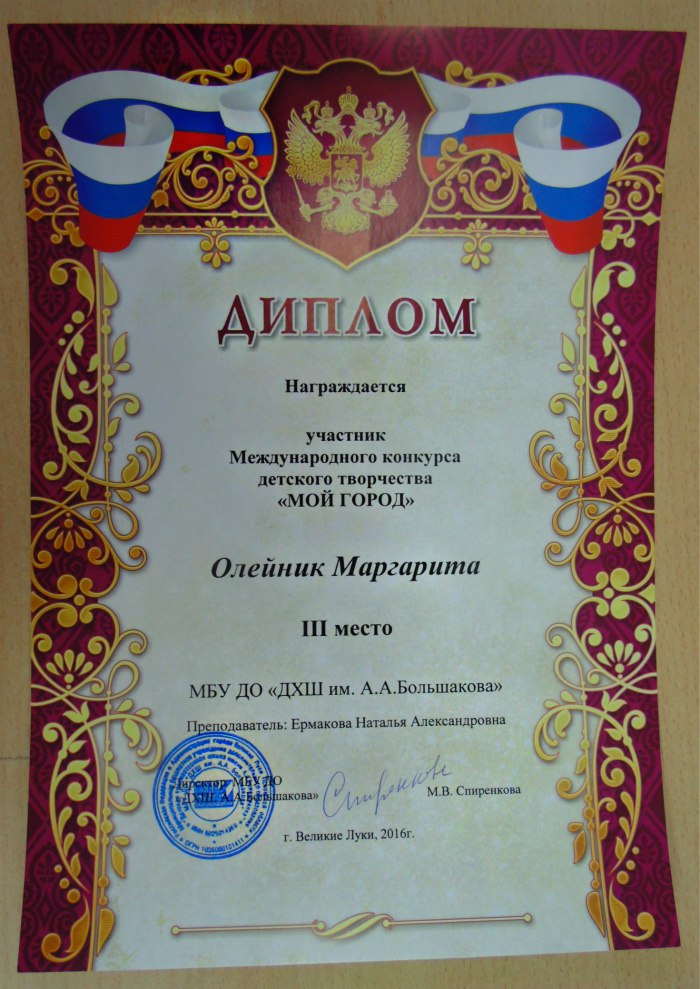 ДИПЛОМ
Награждается
участник
Международного конкурса
детского творчества
«МОЙ ГОРОД»
Олейник Маргарита
III место
МБУ ДО «ДХШ им. А.А.Большакова»
Преподаватель: Ермакова Наталья Александровна
Директор МБУ ДО
«ДХШ А.А.Большакова»
Спиренкова
М.В. Спиренкова
г. Великие Луки, 2016г.